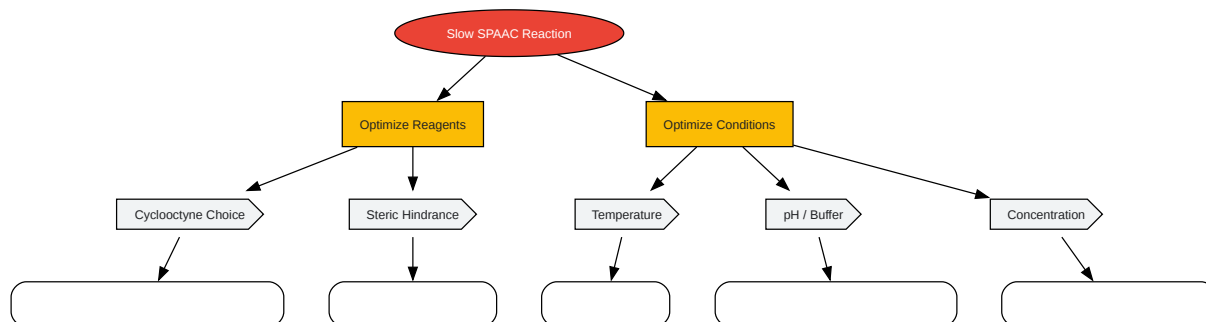 Slow SPAAC Reaction
Optimize Reagents
Optimize Conditions
Cyclooctyne Choice
Steric Hindrance
Temperature
pH / Buffer
Concentration